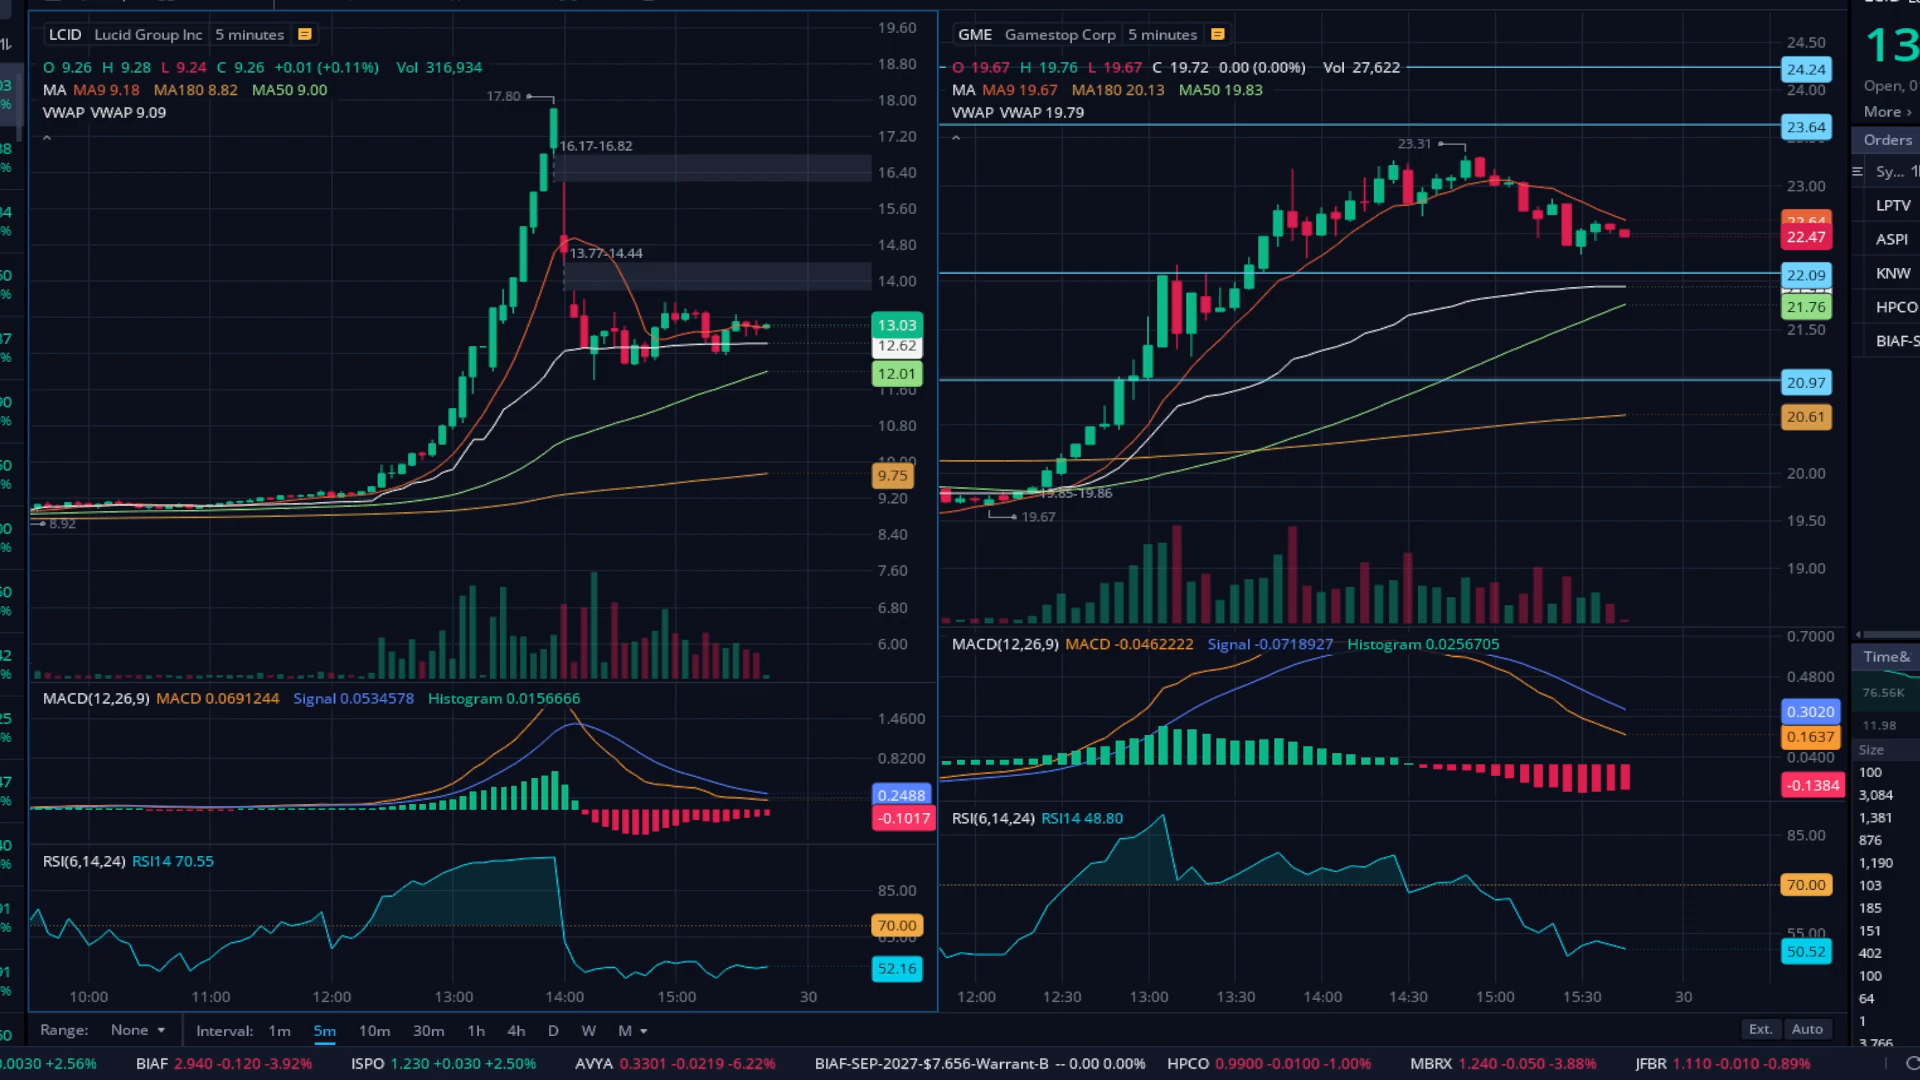 LCID Lucid Group Inc 5 minutes
O 9.26 H 9.28 L 9.24 C 9.26 +0.01 (+0.11%) Vol 316,934
MA MA9 9.18 MA180 8.82 MA50 9.00
VWAP VWAP 9.09
17.80
16.17-16.82
13.77-14.44
8.92
19.60
18.80
18.00
17.20
16.40
15.60
14.80
14.00
13.03
12.62
12.01
11.60
10.80
9.75
9.20
8.40
7.60
6.80
6.00
MACD(12,26,9) MACD 0.0691244 Signal 0.0534578 Histogram 0.0156666
1.4600
0.8200
0.2488
-0.1017
RSI(6,14,24) RSI14 70.55
85.00
70.00
52.16
10:00 11:00 12:00 13:00 14:00 15:00 30
GME Gamestop Corp 5 minutes
O 19.67 H 19.76 L 19.67 C 19.72 0.00 (0.00%) Vol 27,622
MA MA9 19.67 MA180 20.13 MA50 19.83
VWAP VWAP 19.79
23.31
19.85-19.86
19.67
24.50
24.24
24.00
23.64
23.00
22.64
22.47
22.09
21.76
21.50
20.97
20.61
20.00
19.50
19.00
MACD(12,26,9) MACD -0.0462222 Signal -0.0718927 Histogram 0.0256705
0.7000
0.4800
0.3020
0.1637
0.0400
-0.1384
RSI(6,14,24) RSI14 48.80
85.00
70.00
55.00
50.52
12:00 12:30 13:00 13:30 14:00 14:30 15:00 15:30 30
Range: None Interval: 1m 5m 10m 30m 1h 4h D W M
Ext. Auto
13
Open, 0
More ›
Orders
Sy...
LPTV
ASPI
KNW
HPCO
BIAF-S
Time&
76.56K
11.98
Size
100
3,084
1,381
876
1,190
103
185
151
402
100
64
1
3,766
0.0030 +2.56% BIAF 2.940 -0.120 -3.92% ISPO 1.230 +0.030 +2.50% AVYA 0.3301 -0.0219 -6.22% BIAF-SEP-2027-$7.656-Warrant-B -- 0.00 0.00% HPCO 0.9900 -0.0100 -1.00% MBRX 1.240 -0.050 -3.88% JFBR 1.110 -0.010 -0.89%